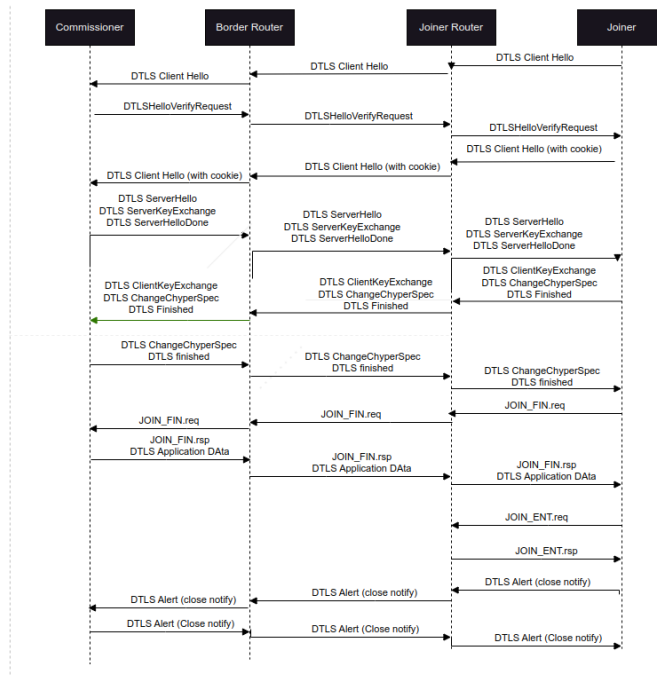 Commissioner
Border Router
Joiner Router
Joiner
DTLS Client Hello
DTLS Client Hello
DTLS Client Hello
DTLSHelloVerifyRequest
DTLSHelloVerifyRequest
DTLSHelloVerifyRequest
DTLS Client Hello (with cookie)
DTLS Client Hello (with cookie)
DTLS Client Hello (with cookie)
DTLS ServerHello
DTLS ServerKeyExchange
DTLS ServerHelloDone
DTLS ServerHello
DTLS ServerKeyExchange
DTLS ServerHelloDone
DTLS ServerHello
DTLS ServerKeyExchange
DTLS ServerHelloDone
DTLS ClientKeyExchange
DTLS ChangeChyperSpec
DTLS Finished
DTLS ClientKeyExchange
DTLS ChangeChyperSpec
DTLS Finished
DTLS ClientKeyExchange
DTLS ChangeChyperSpec
DTLS Finished
DTLS ChangeChyperSpec
DTLS finished
DTLS ChangeChyperSpec
DTLS finished
DTLS ChangeChyperSpec
DTLS finished
JOIN_FIN.req
JOIN_FIN.req
JOIN_FIN.req
JOIN_FIN.rsp
DTLS Application DAta
JOIN_FIN.rsp
DTLS Application DAta
JOIN_FIN.rsp
DTLS Application DAta
JOIN_ENT.req
JOIN_ENT.rsp
DTLS Alert (close notify)
DTLS Alert (close notify)
DTLS Alert (close notify)
DTLS Alert (Close notify)
DTLS Alert (Close notify)
DTLS Alert (Close notify)